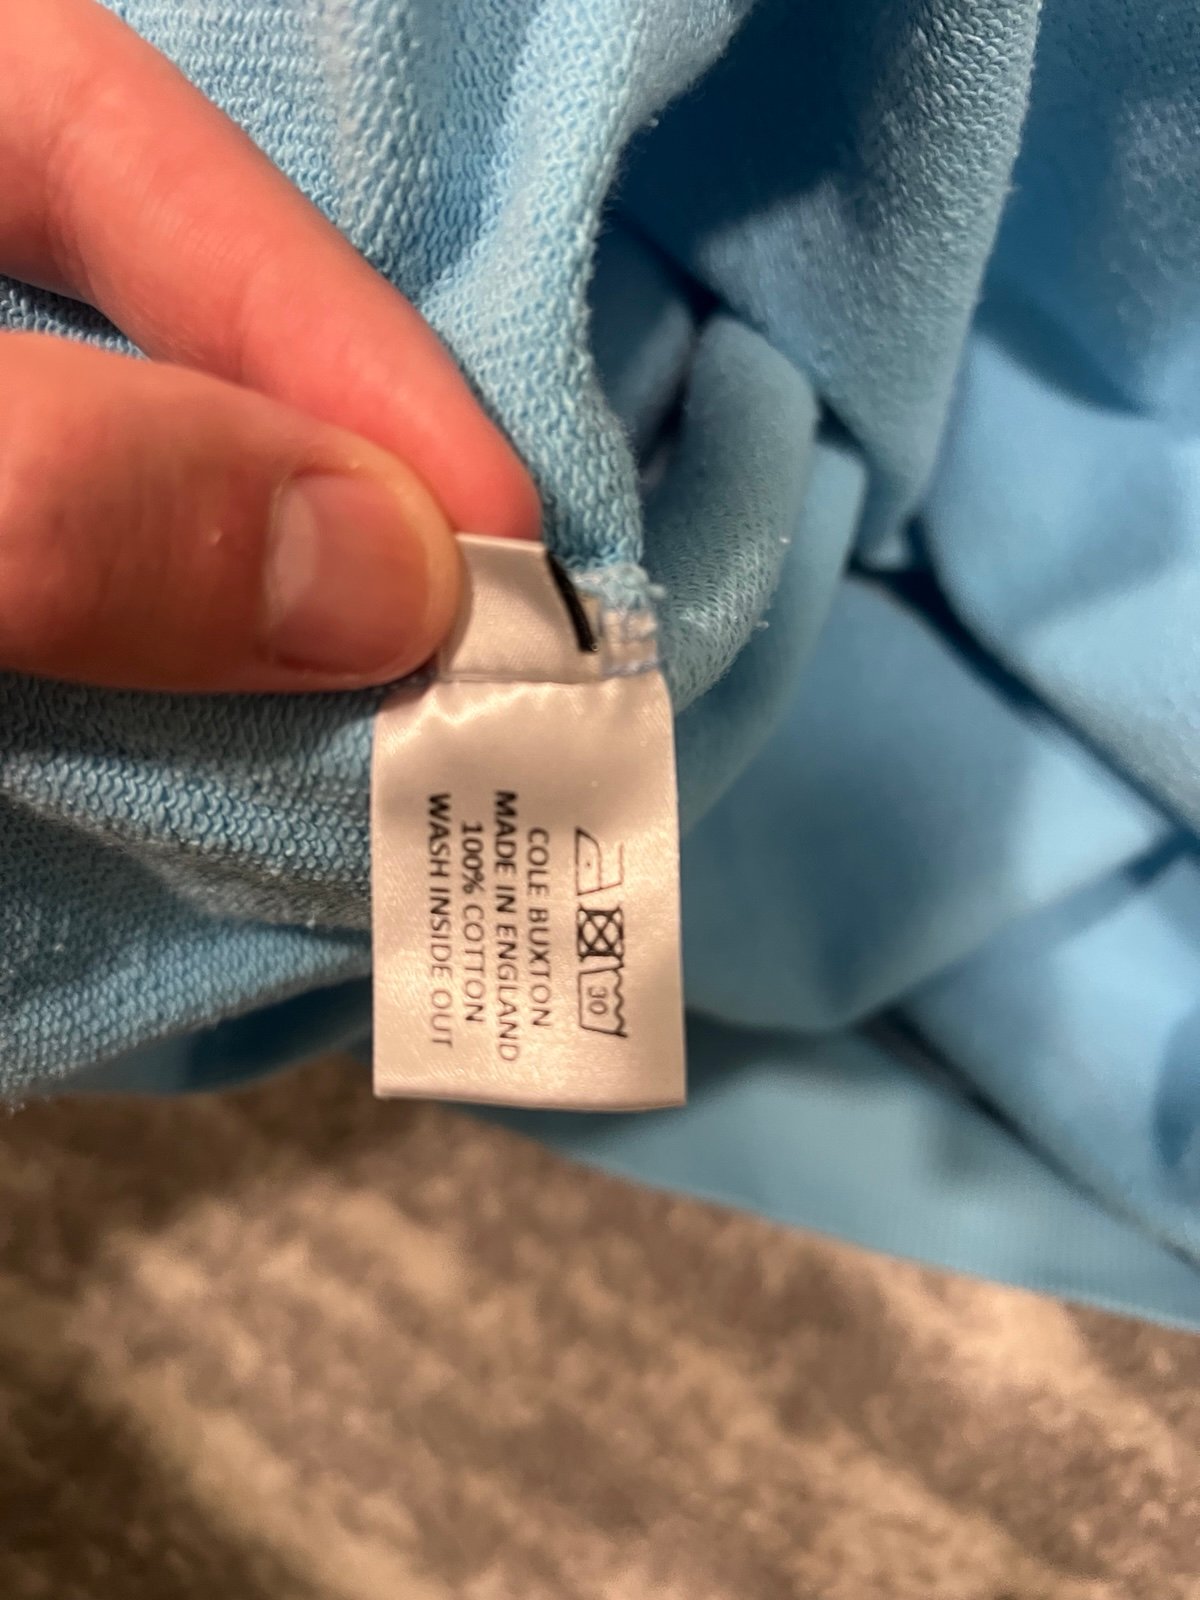 30
COLE BUXTON
MADE IN ENGLAND
100% COTTON
WASH INSIDE OUT